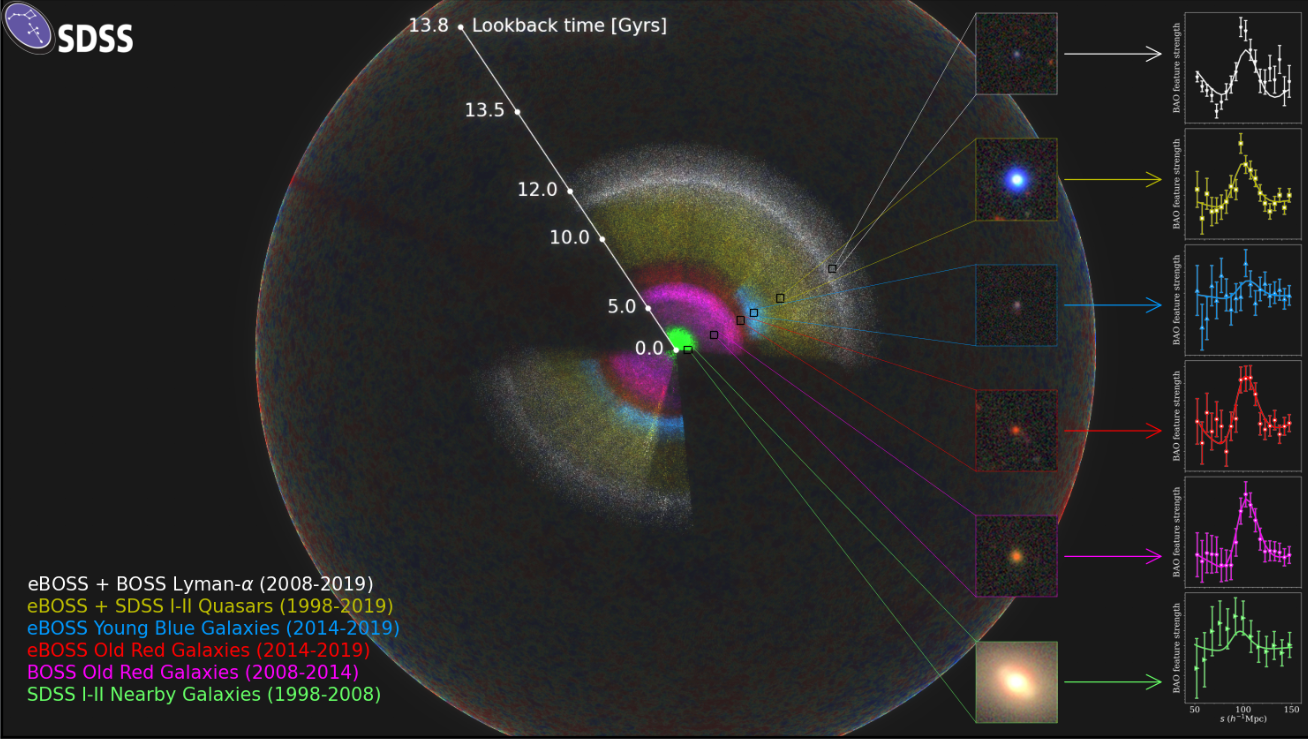 SDSS
13.8 Lookback time [Gyrs]
13.5
12.0
10.0
5.0
0.0
eBOSS + BOSS Lyman-α (2008-2019)
eBOSS + SDSS I-II Quasars (1998-2019)
eBOSS Young Blue Galaxies (2014-2019)
eBOSS Old Red Galaxies (2014-2019)
BOSS Old Red Galaxies (2008-2014)
SDSS I-II Nearby Galaxies (1998-2008)
BAO feature strength
BAO feature strength
BAO feature strength
BAO feature strength
BAO feature strength
BAO feature strength
50 100 150
s (h⁻¹Mpc)